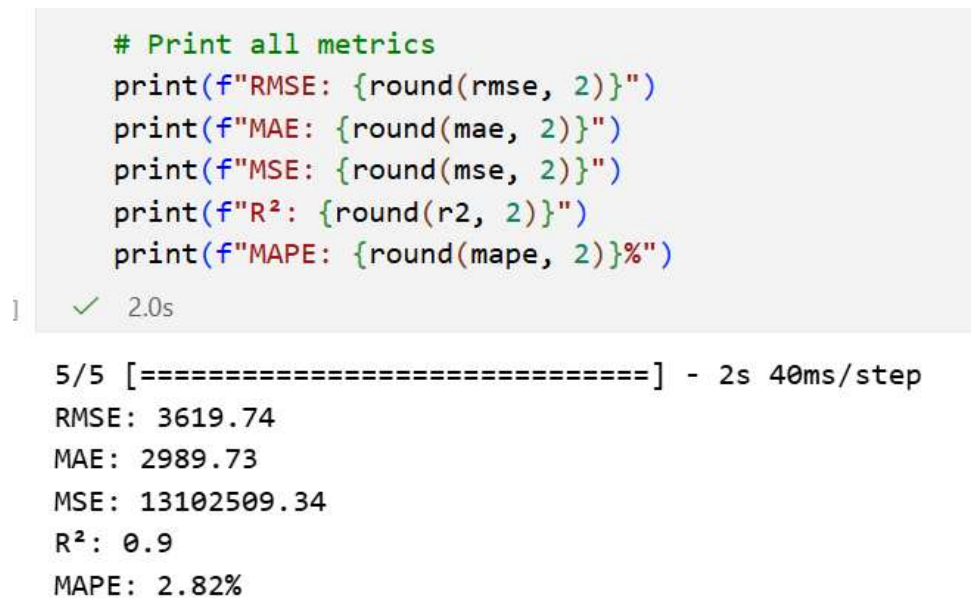 # Print all metrics
print(f"RMSE: {round(rmse, 2)}")
print(f"MAE: {round(mae, 2)}")
print(f"MSE: {round(mse, 2)}")
print(f"R²: {round(r2, 2)}")
print(f"MAPE: {round(mape, 2)}%")
] ✓ 2.0s
5/5 [==============================] - 2s 40ms/step
RMSE: 3619.74
MAE: 2989.73
MSE: 13102509.34
R²: 0.9
MAPE: 2.82%